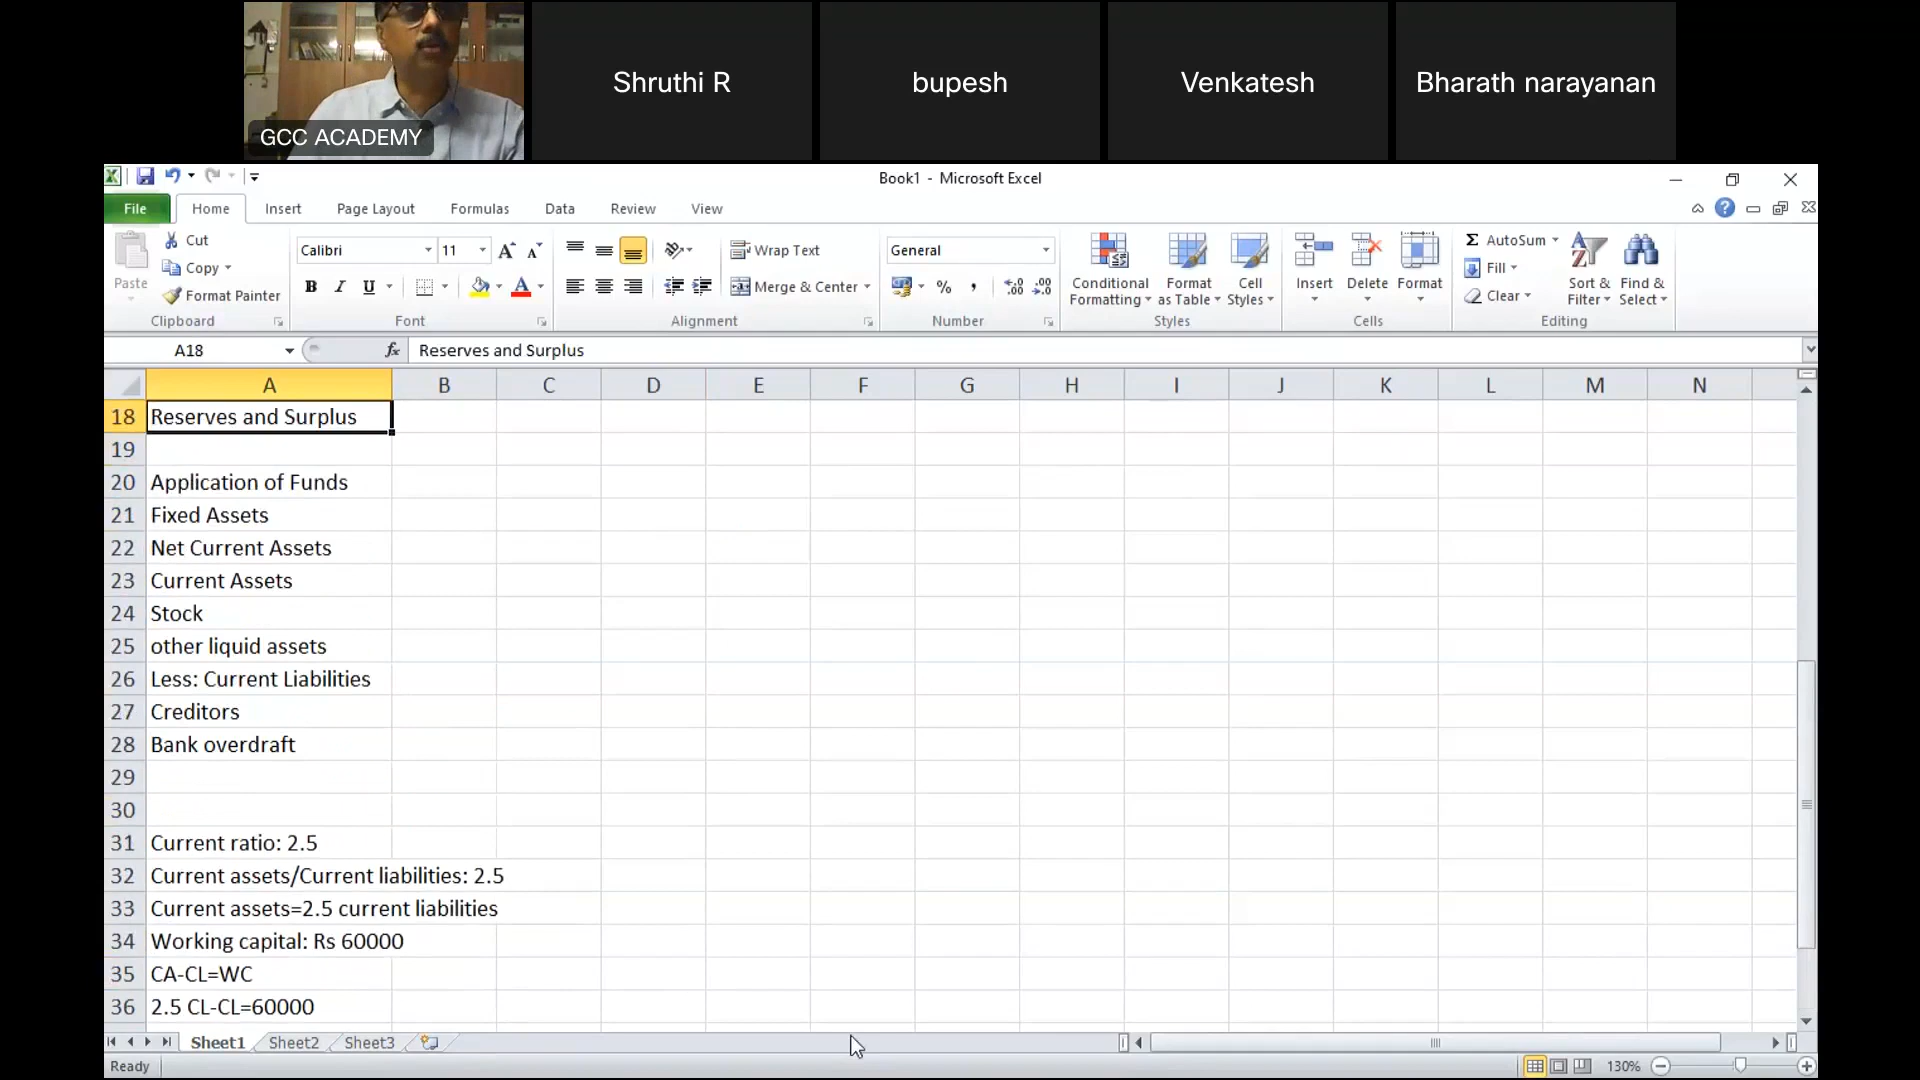 Shruthi R
bupesh
Venkatesh
Bharath narayanan
GCC ACADEMY
Book1 - Microsoft Excel
File Home Insert Page Layout Formulas Data Review View
Paste
Cut
Copy
Format Painter
Clipboard
Calibri 11
B I U
Font
Wrap Text
Merge & Center
Alignment
General
Number
Conditional Formatting
Format as Table
Cell Styles
Styles
Insert
Delete
Format
Cells
AutoSum
Fill
Clear
Sort & Filter
Find & Select
Editing
A18 fx Reserves and Surplus
A B C D E F G H I J K L M N
18 Reserves and Surplus
19
20 Application of Funds
21 Fixed Assets
22 Net Current Assets
23 Current Assets
24 Stock
25 other liquid assets
26 Less: Current Liabilities
27 Creditors
28 Bank overdraft
29
30
31 Current ratio: 2.5
32 Current assets/Current liabilities: 2.5
33 Current assets=2.5 current liabilities
34 Working capital: Rs 60000
35 CA-CL=WC
36 2.5 CL-CL=60000
Sheet1 Sheet2 Sheet3
Ready
130%